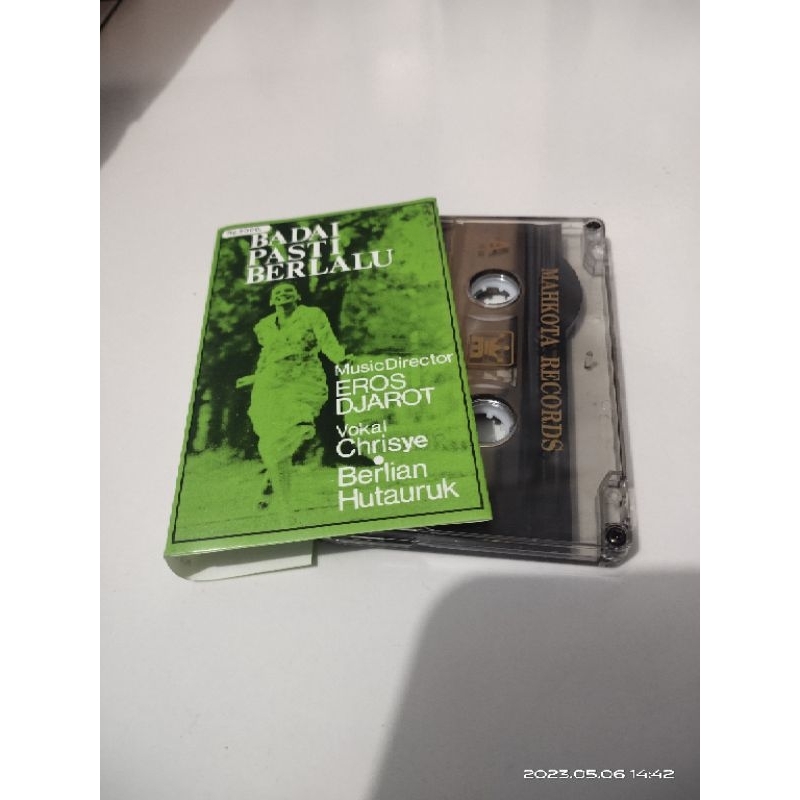 BADAI
PASTI
BERLALU
Music Director
EROS
DJAROT
Vokal
Chrisye
Berlian
Hutauruk
MAHKOTA RECORDS
2023.05.06 14:42